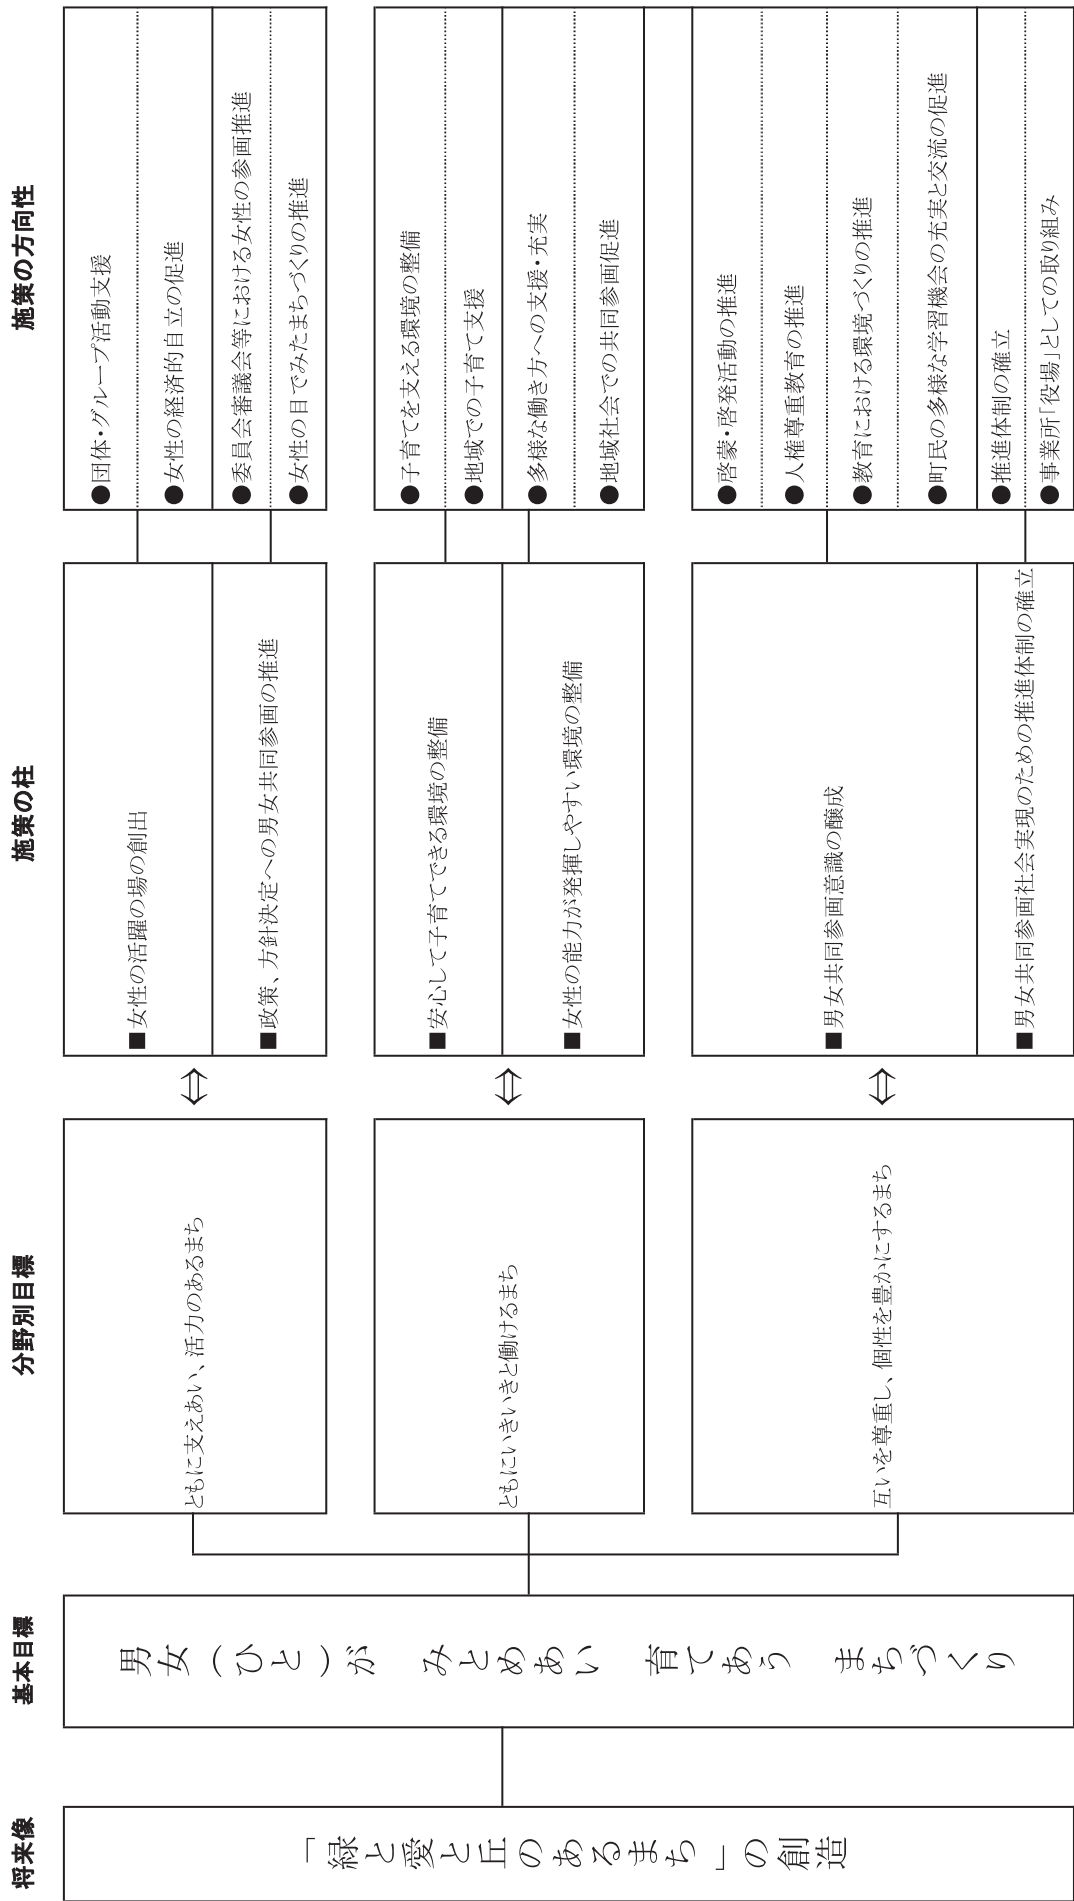 将来像
基本目標
分野別目標
施策の柱
施策の方向性
「緑と愛と丘のあるまち」の創造
男女(ひと)が　みとめあい　育てあう　まちづくり
ともに支えあい、活力のあるまち
■女性の活躍の場の創出
●団体・グループ活動支援
●女性の経済的自立の促進
■政策、方針決定への男女共同参画の推進
●委員会審議会等における女性の参画推進
●女性の目でみたまちづくりの推進
ともにいきいきと働けるまち
■安心して子育てできる環境の整備
●子育てを支える環境の整備
●地域での子育て支援
■女性の能力が発揮しやすい環境の整備
●多様な働き方への支援・充実
●地域社会での共同参画促進
互いを尊重し、個性を豊かにするまち
■男女共同参画意識の醸成
●啓蒙・啓発活動の推進
●人権尊重教育の推進
●教育における環境づくりの推進
●町民の多様な学習機会の充実と交流の促進
■男女共同参画社会実現のための推進体制の確立
●推進体制の確立
●事業所「役場」としての取り組み